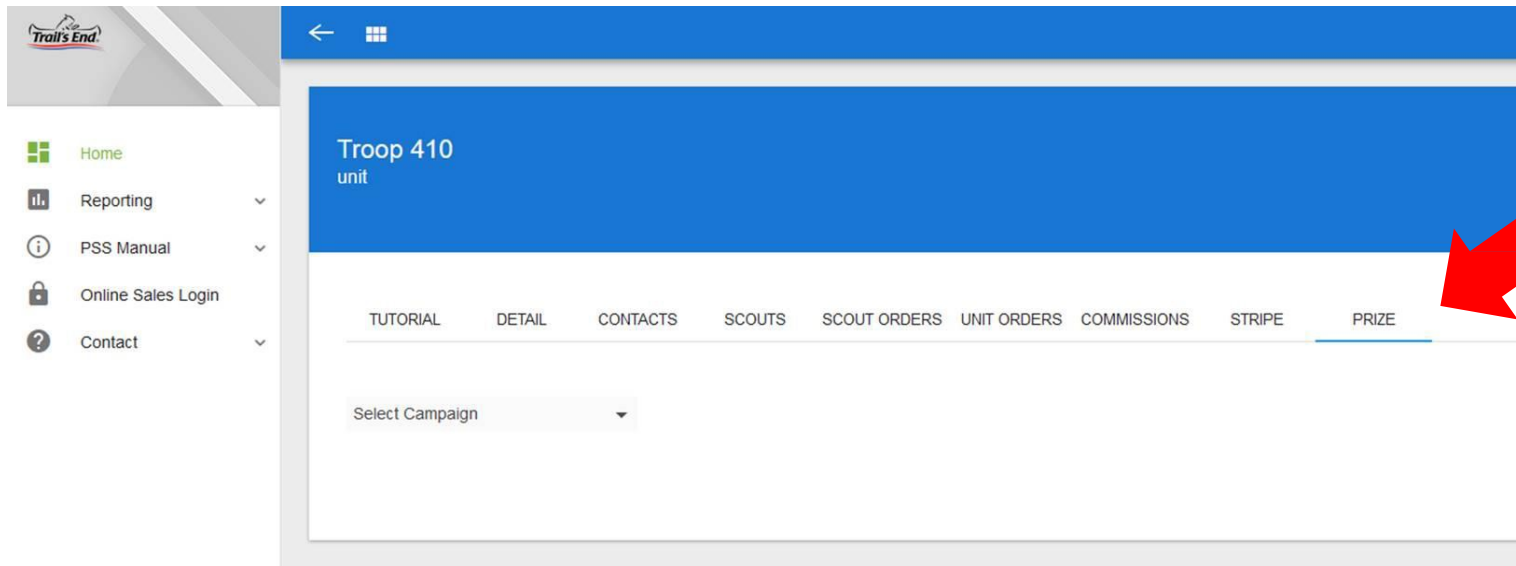 Trail's End.
Home
Reporting
PSS Manual
Online Sales Login
Contact
Troop 410
unit
TUTORIAL DETAIL CONTACTS SCOUTS SCOUT ORDERS UNIT ORDERS COMMISSIONS STRIPE PRIZE
Select Campaign